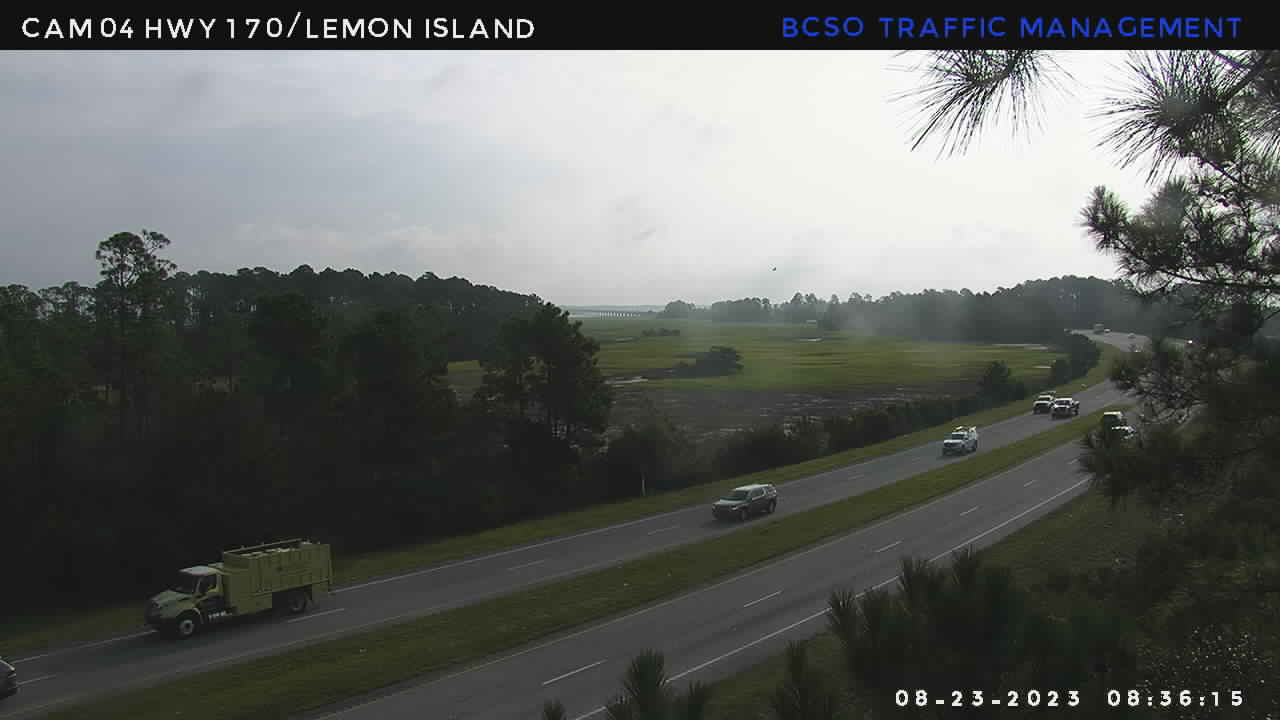 CAM04 HWY 170/LEMON ISLAND
BCSO TRAFFIC MANAGEMENT
08-23-2023 08:36:15